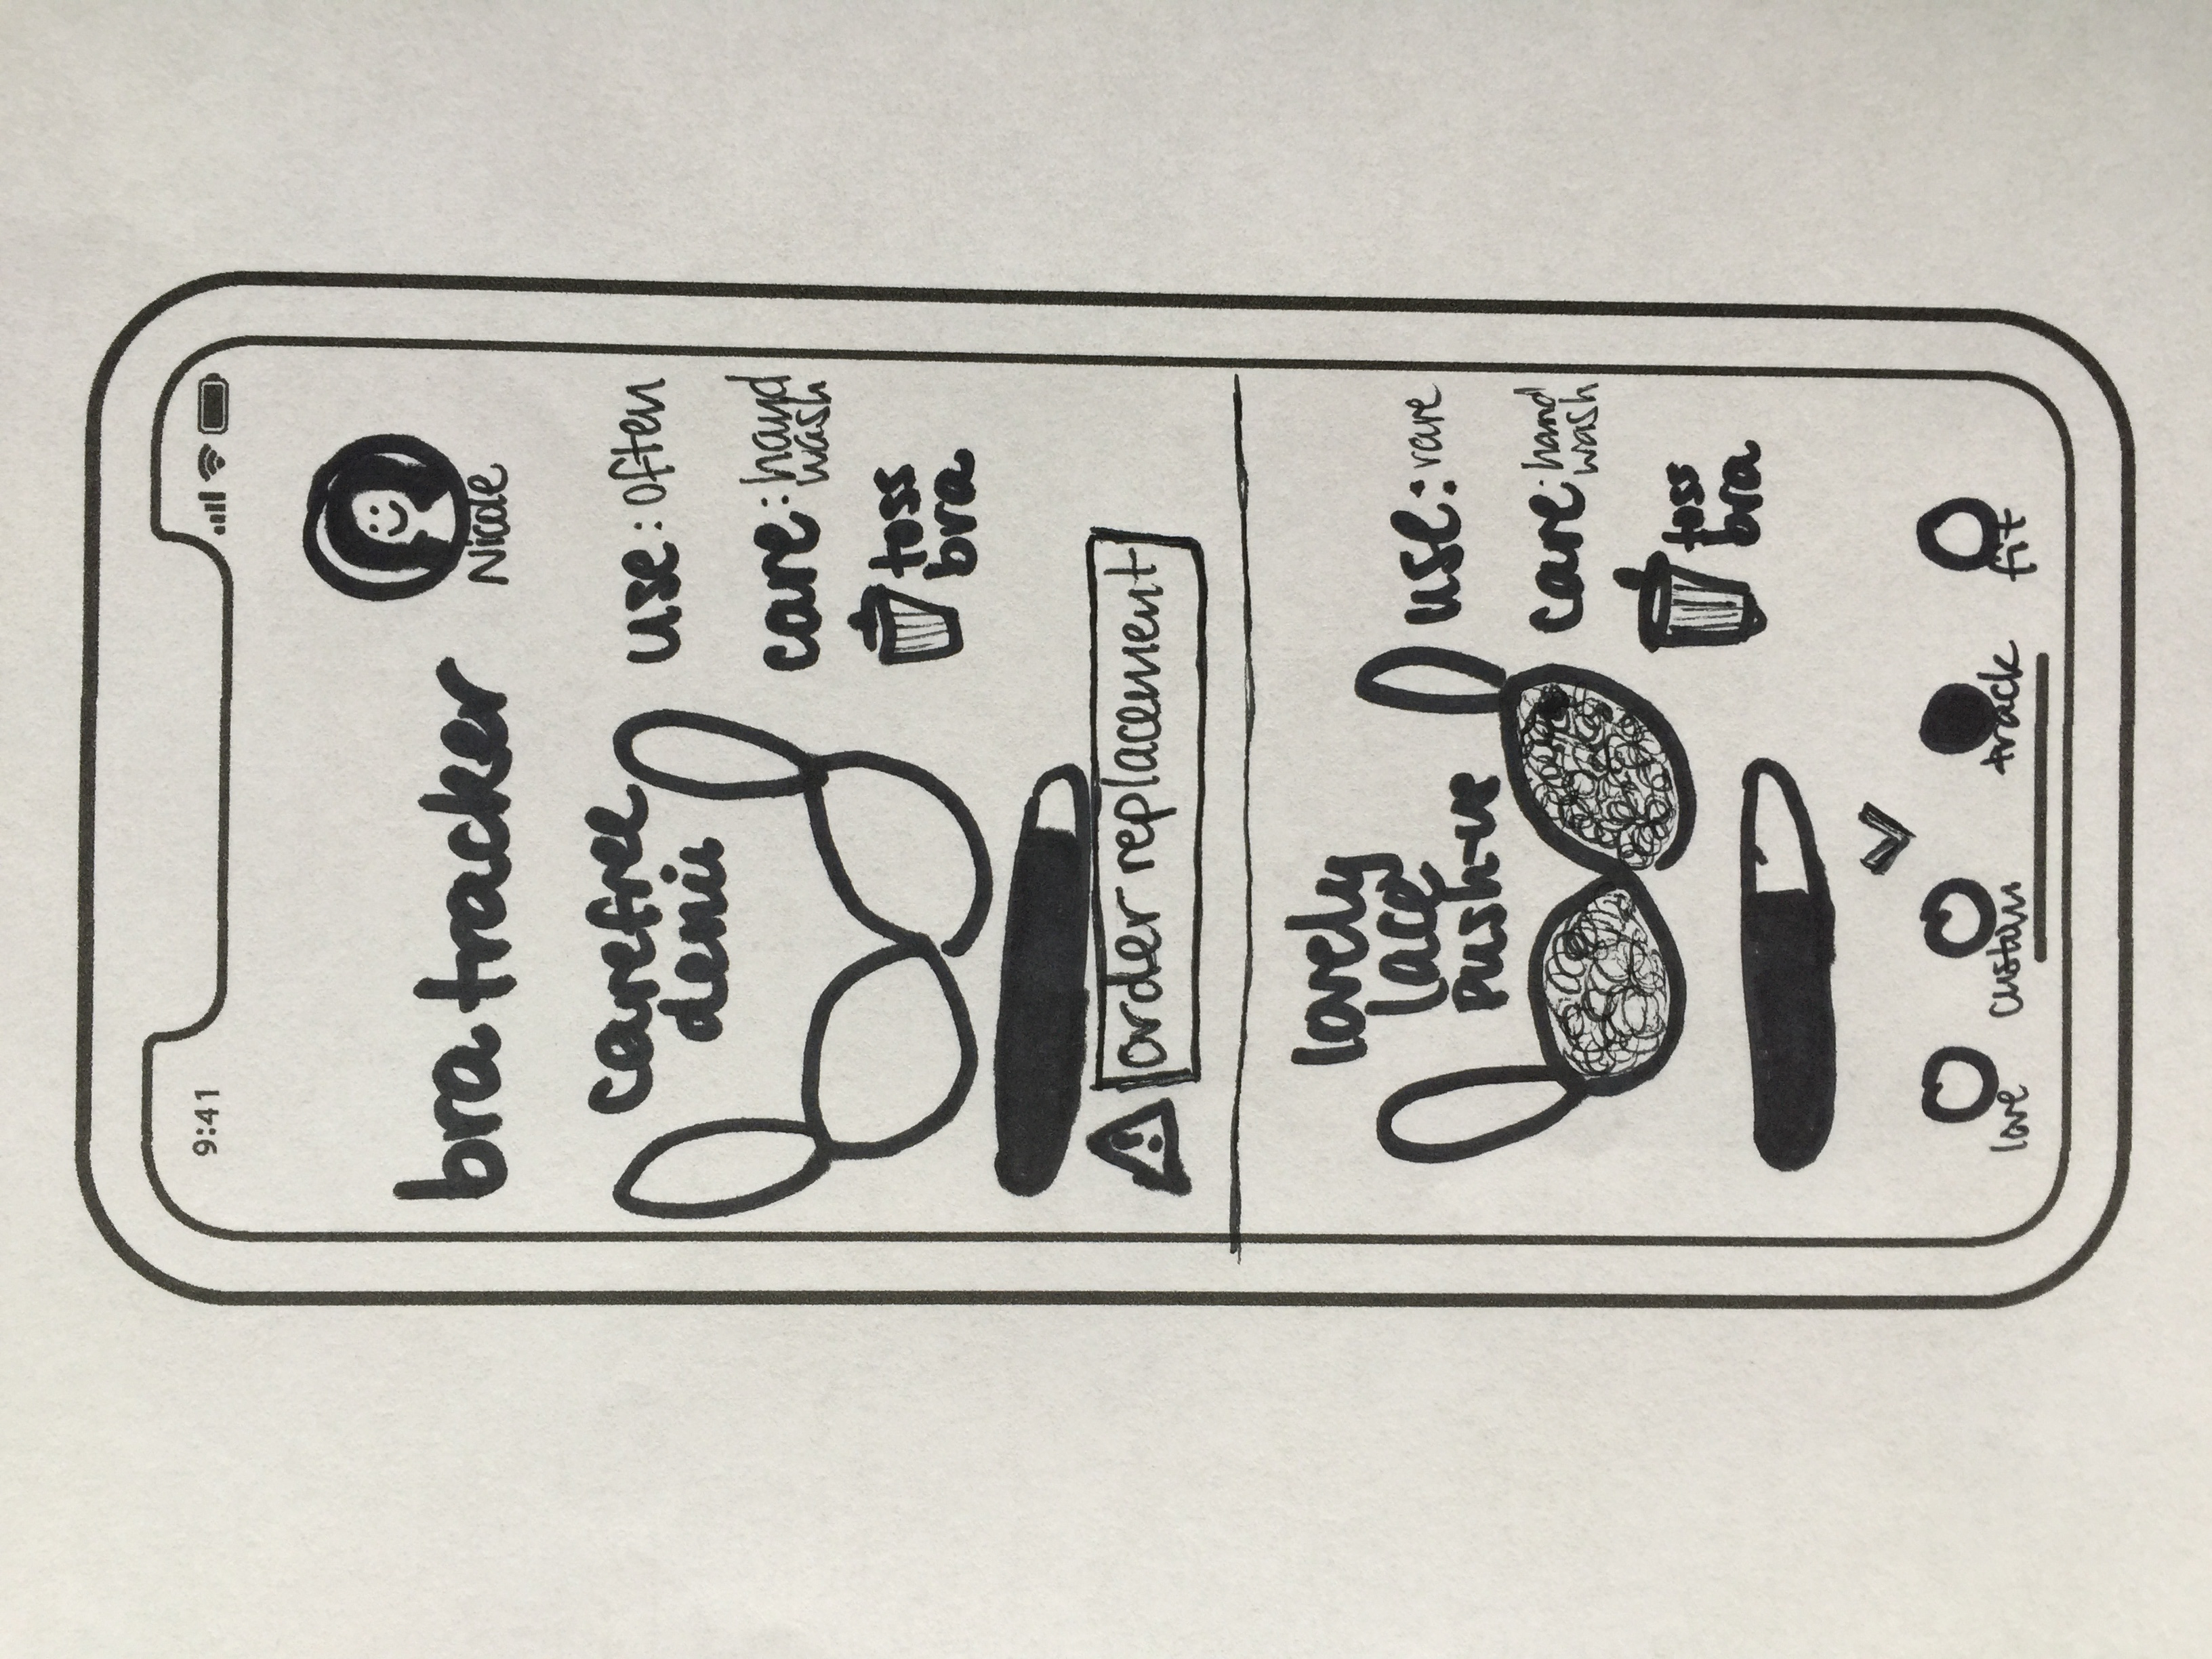 9:41
bra tracker
Nicole
carefree
demi
use: often
care: hand
wash
toss
bra
order replacement
lovely
lace
push-up
use: rare
care: hand
wash
toss
bra
love
custom
track
fit